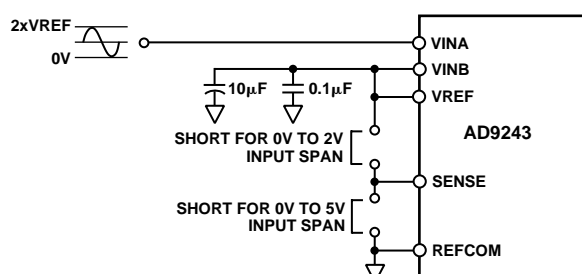 2xVREF
0V
VINA
VINB
10µF
0.1µF
VREF
AD9243
SHORT FOR 0V TO 2V
INPUT SPAN
SENSE
SHORT FOR 0V TO 5V
INPUT SPAN
REFCOM